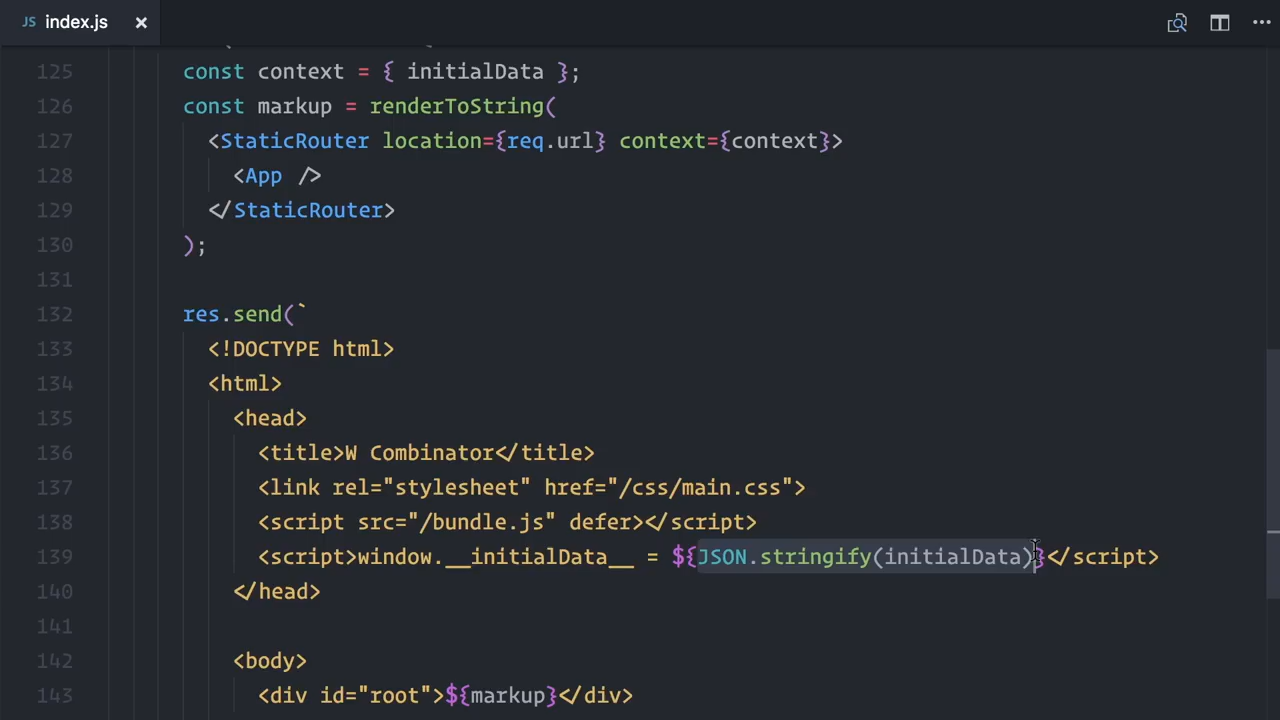 JS index.js ×
125 const context = { initialData };
126 const markup = renderToString(
127 <StaticRouter location={req.url} context={context}>
128 <App />
129 </StaticRouter>
130 );
131
132 res.send(`
133 <!DOCTYPE html>
134 <html>
135 <head>
136 <title>W Combinator</title>
137 <link rel="stylesheet" href="/css/main.css">
138 <script src="/bundle.js" defer></script>
139 <script>window.__initialData__ = ${JSON.stringify(initialData)}</script>
140 </head>
141
142 <body>
143 <div id="root">${markup}</div>